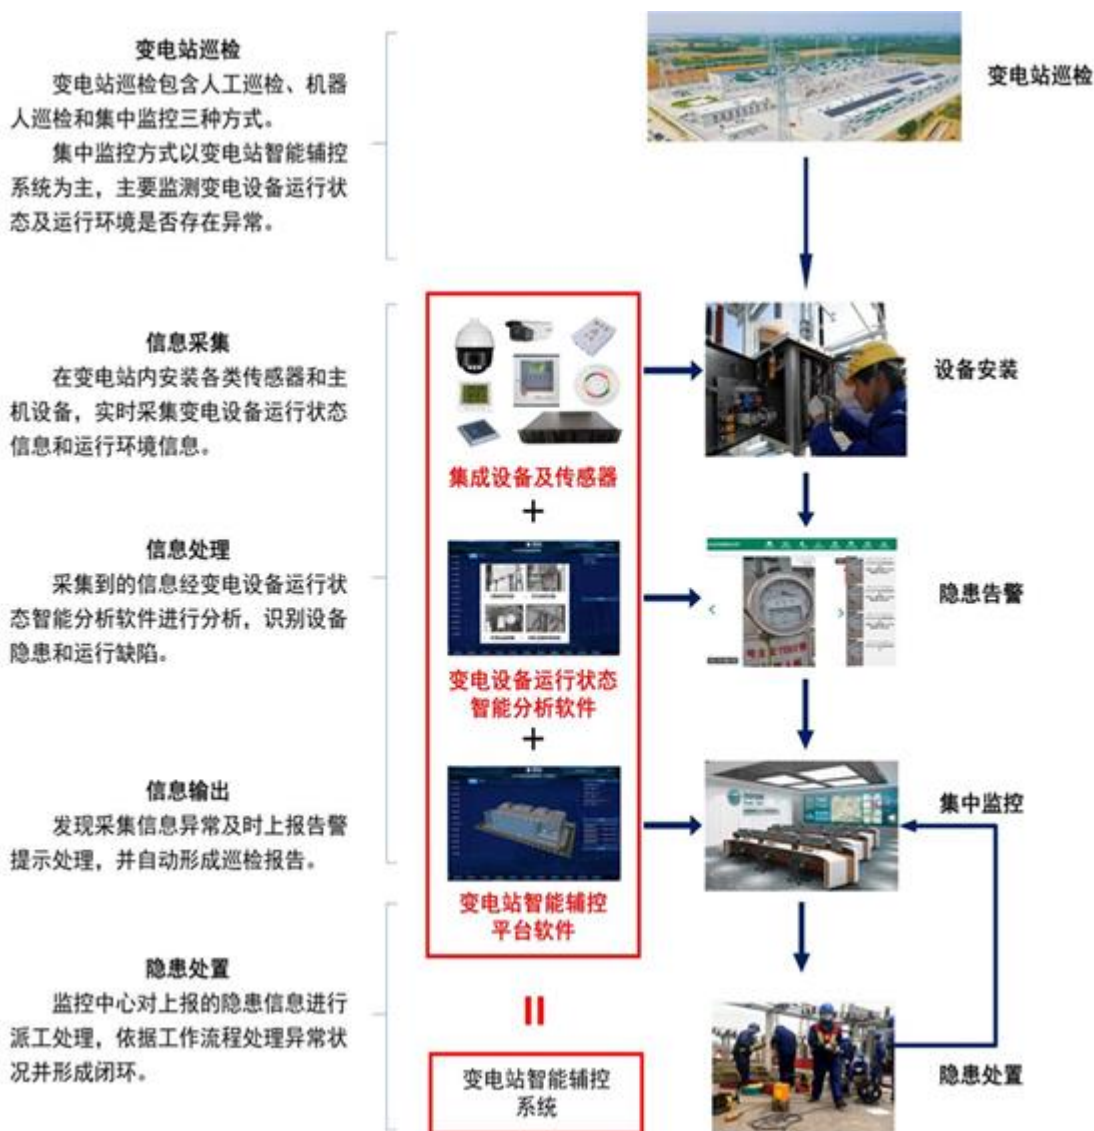 变电站巡检
变电站巡检包含人工巡检、机器
人巡检和集中监控三种方式。
集中监控方式以变电站智能辅控
系统为主，主要监测变电设备运行状
态及运行环境是否存在异常。
变电站巡检
信息采集
在变电站内安装各类传感器和主
机设备，实时采集变电设备运行状态
信息和运行环境信息。
集成设备及传感器
设备安装
+
信息处理
采集到的信息经变电设备运行状
态智能分析软件进行分析，识别设备
隐患和运行缺陷。
变电设备运行状态
智能分析软件
隐患告警
+
信息输出
发现采集信息异常及时上报告警
提示处理，并自动形成巡检报告。
变电站智能辅控
平台软件
集中监控
隐患处置
监控中心对上报的隐患信息进行
派工处理，依据工作流程处理异常状
况并形成闭环。
变电站智能辅控
系统
隐患处置